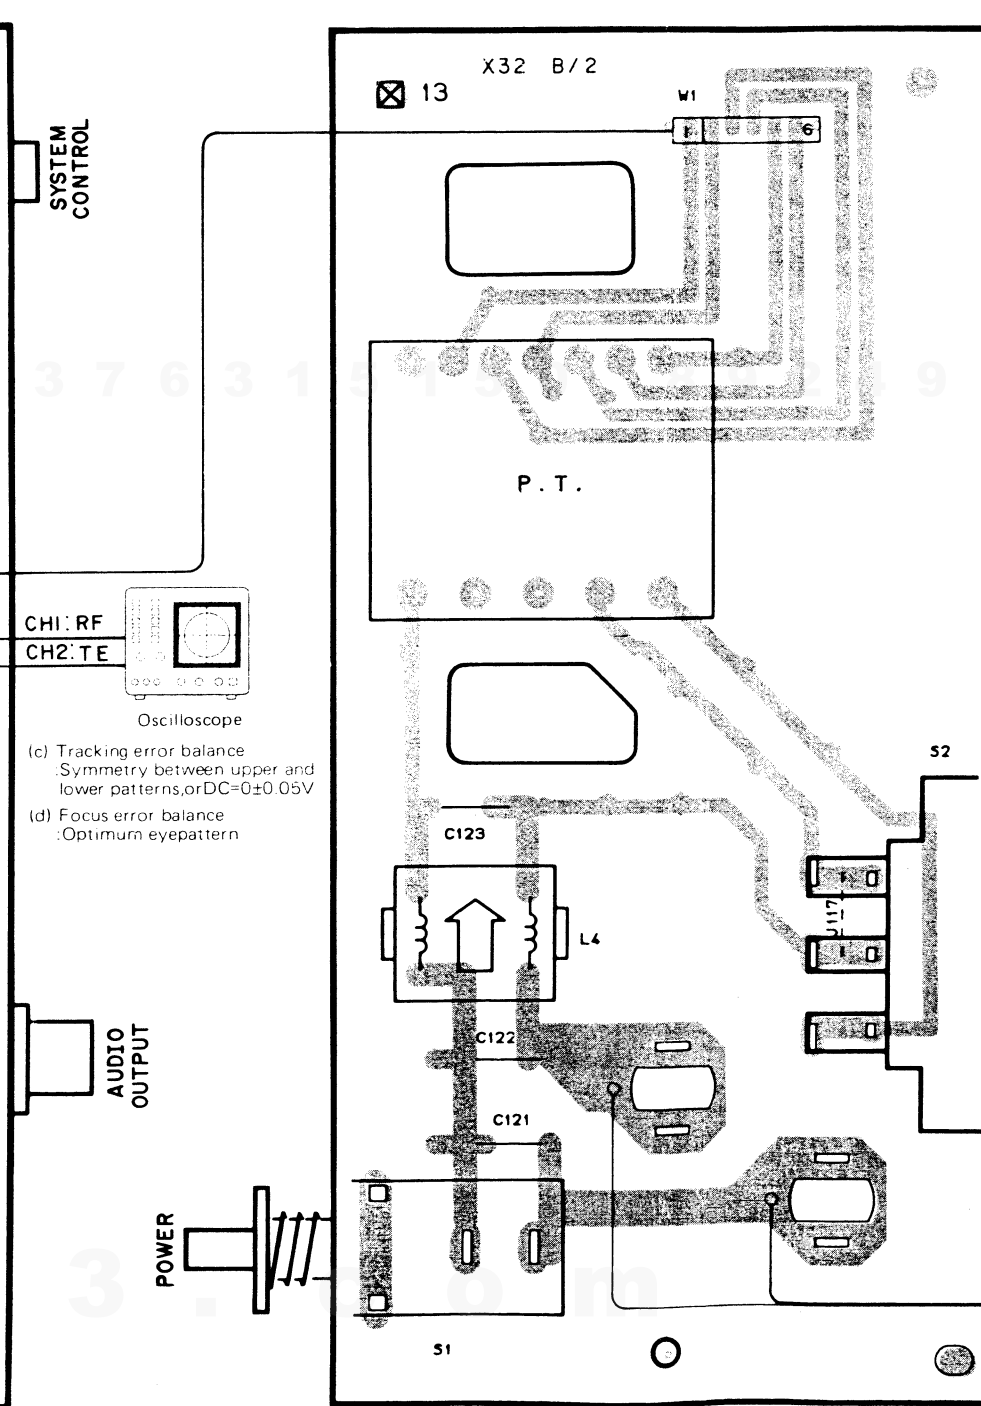 X32 B/2
13
W1
1
6
SYSTEM
CONTROL
P.T.
CH1:RF
CH2:TE
Oscilloscope
(c) Tracking error balance
:Symmetry between upper and
lower patterns,orDC=0±0.05V
(d) Focus error balance
:Optimum eyepattern
S2
C123
J117
L4
C122
C121
AUDIO
OUTPUT
POWER
S1